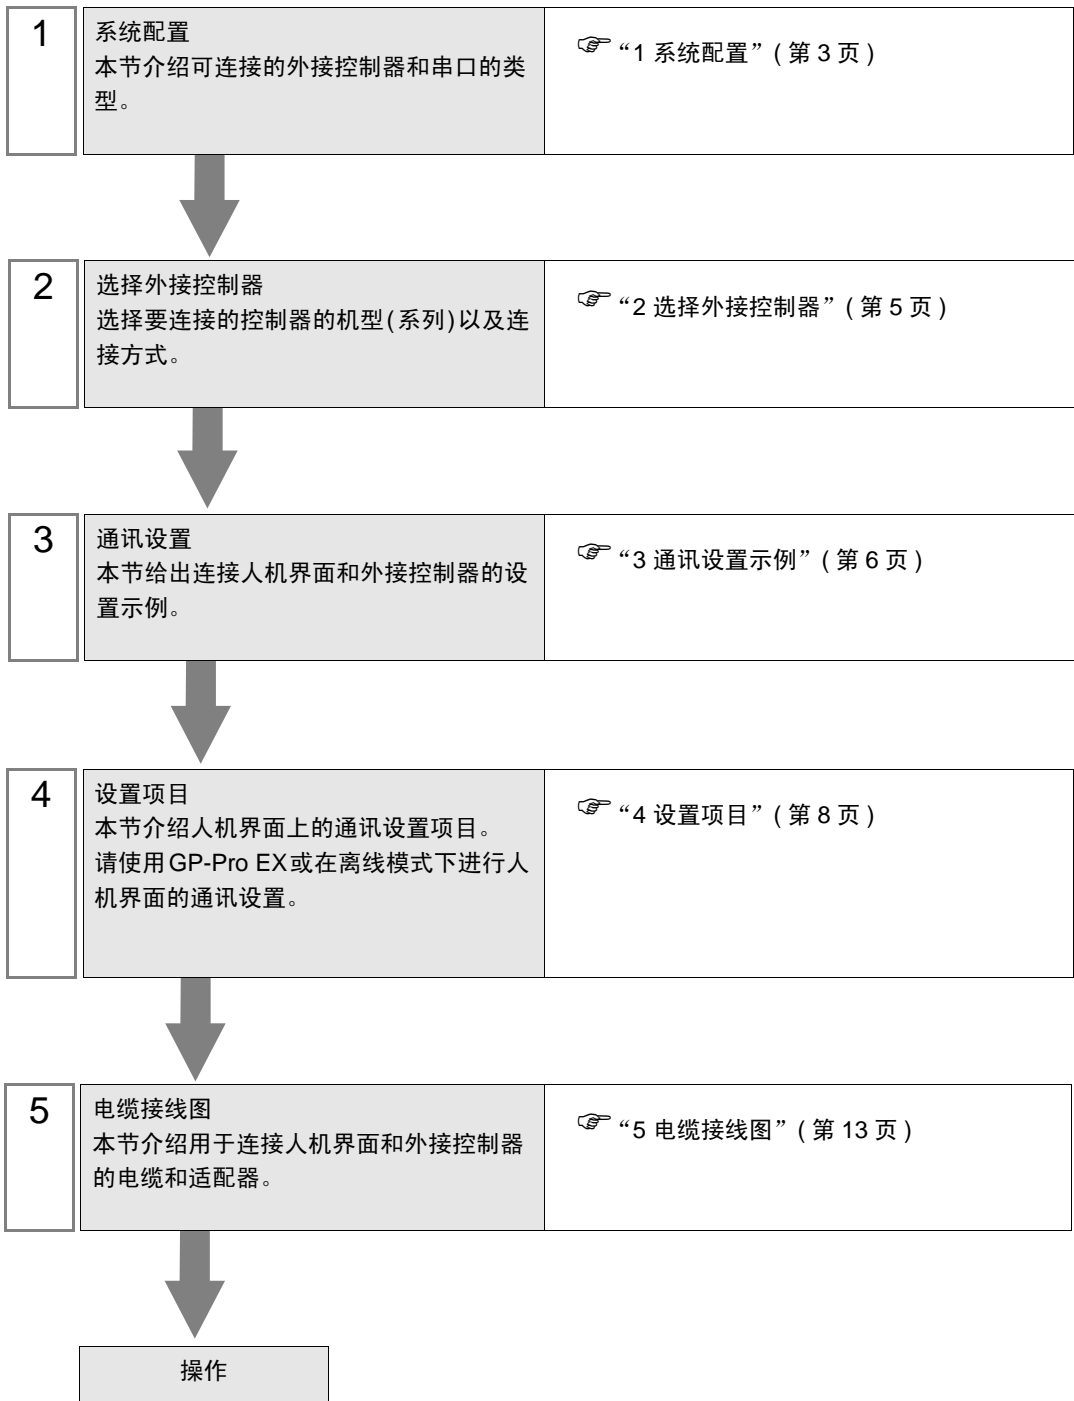 1
系统配置
本节介绍可连接的外接控制器和串口的类
型。
“1 系统配置” ( 第 3 页 )
2
选择外接控制器
选择要连接的控制器的机型(系列)以及连
接方式。
“2 选择外接控制器” ( 第 5 页 )
3
通讯设置
本节给出连接人机界面和外接控制器的设
置示例。
“3 通讯设置示例” ( 第 6 页 )
4
设置项目
本节介绍人机界面上的通讯设置项目。
请使用GP-Pro EX或在离线模式下进行人
机界面的通讯设置。
“4 设置项目” ( 第 8 页 )
5
电缆接线图
本节介绍用于连接人机界面和外接控制器
的电缆和适配器。
“5 电缆接线图” ( 第 13 页 )
操作